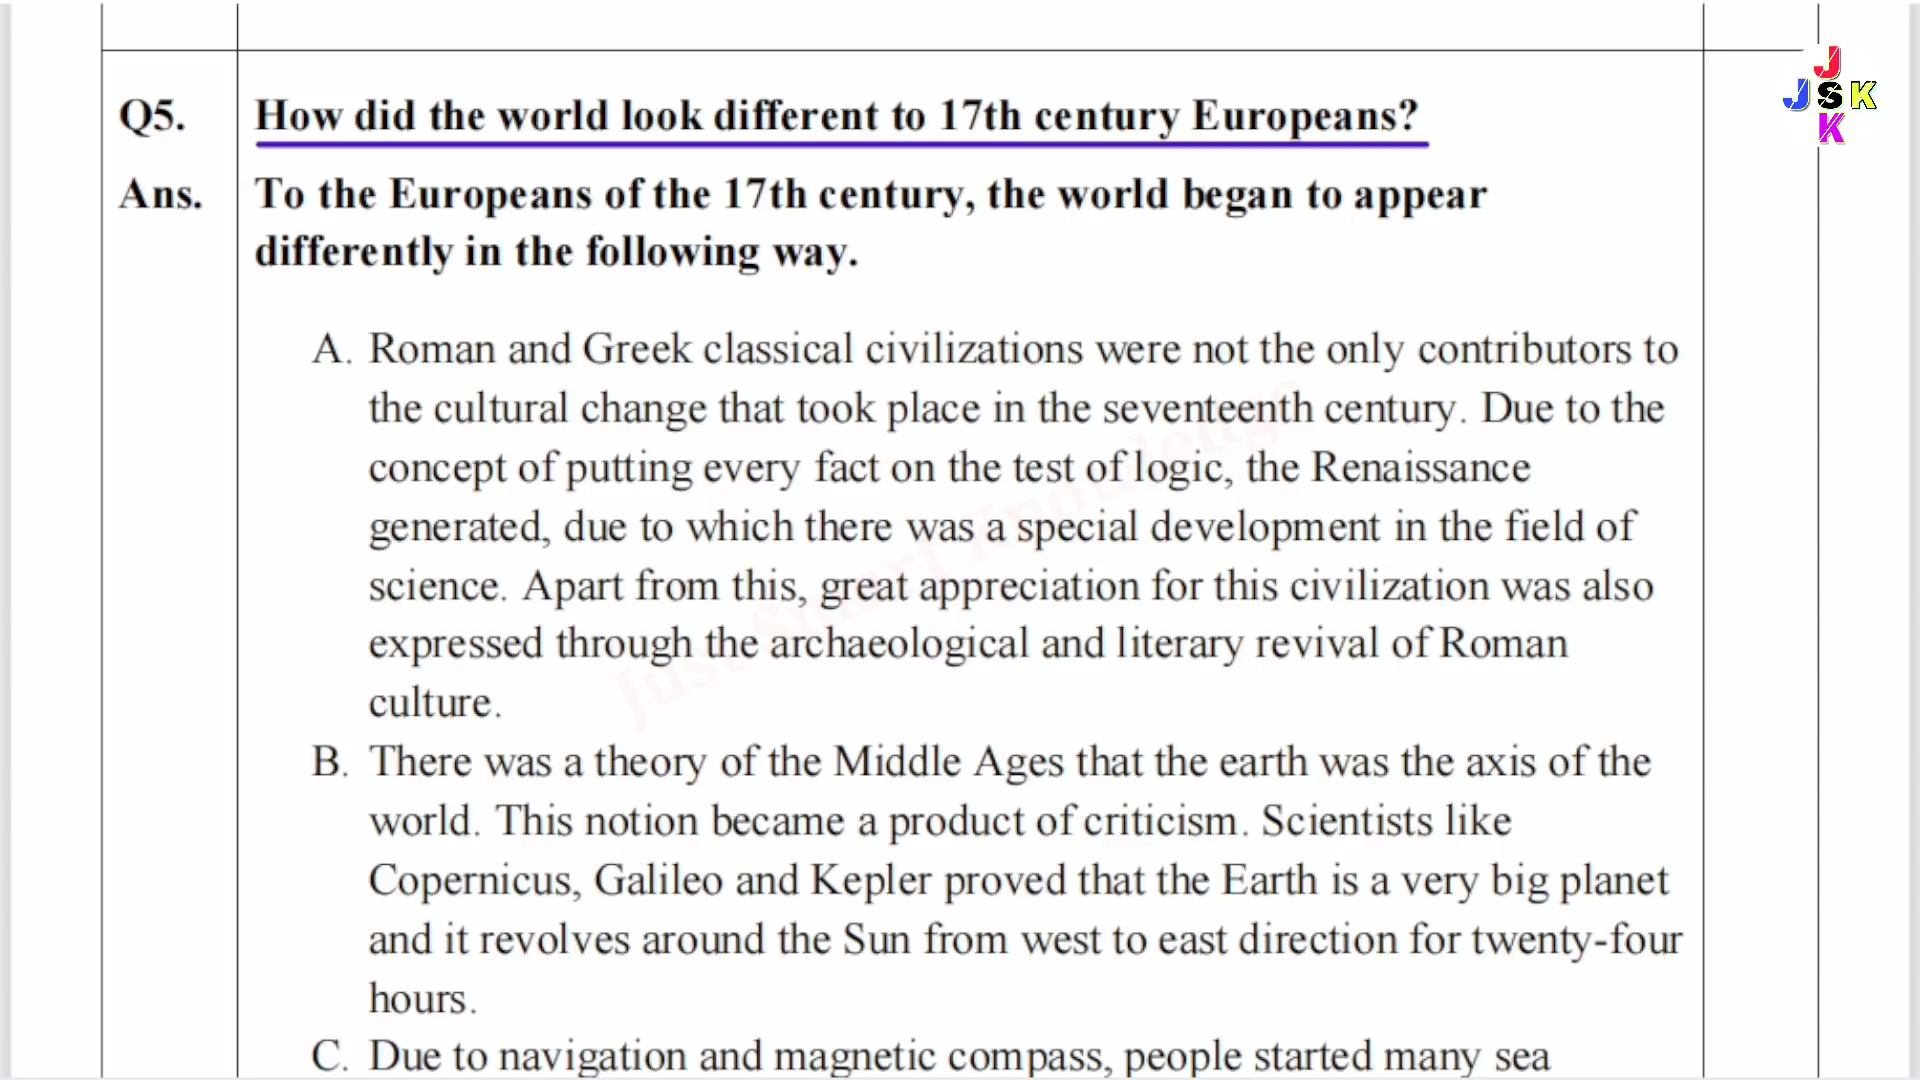 Q5. How did the world look different to 17th century Europeans?
Ans. To the Europeans of the 17th century, the world began to appear
differently in the following way.
A. Roman and Greek classical civilizations were not the only contributors to
the cultural change that took place in the seventeenth century. Due to the
concept of putting every fact on the test of logic, the Renaissance
generated, due to which there was a special development in the field of
science. Apart from this, great appreciation for this civilization was also
expressed through the archaeological and literary revival of Roman
culture.
B. There was a theory of the Middle Ages that the earth was the axis of the
world. This notion became a product of criticism. Scientists like
Copernicus, Galileo and Kepler proved that the Earth is a very big planet
and it revolves around the Sun from west to east direction for twenty-four
hours.
C. Due to navigation and magnetic compass, people started many sea
J
JSK
K
Just Smart Knowledge